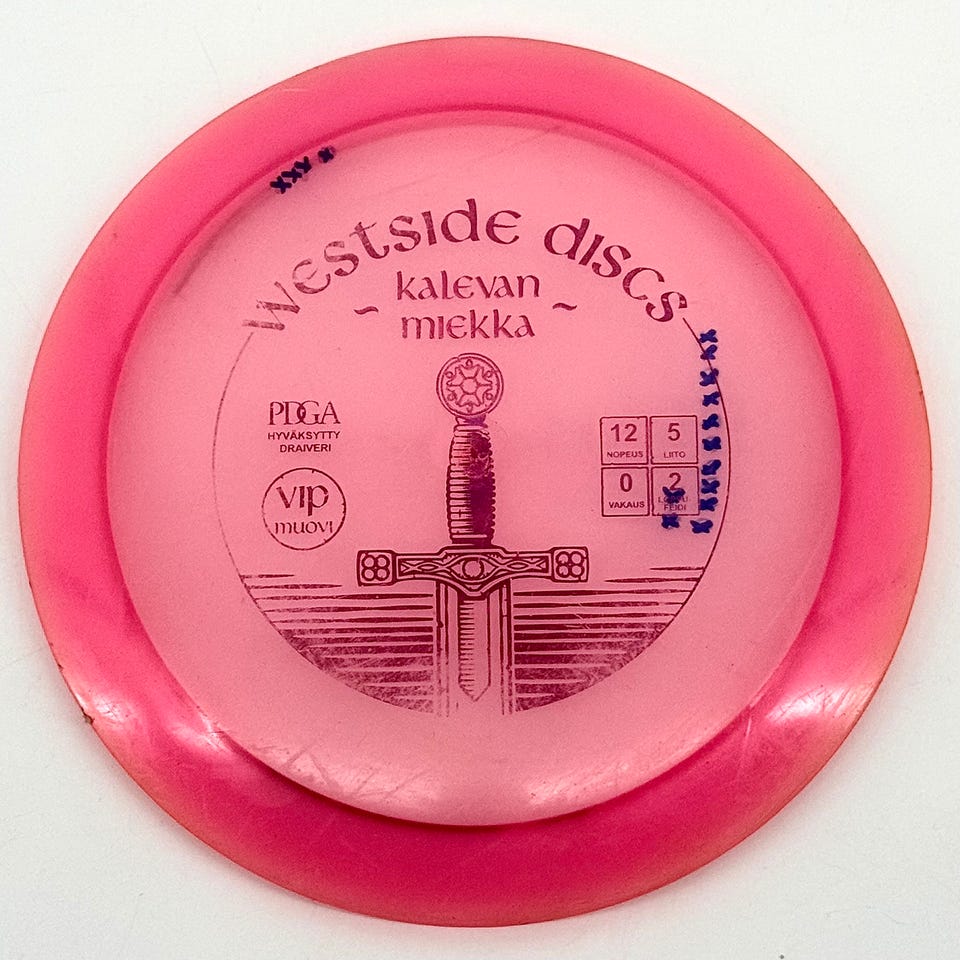 Westside Discs
Kalevan
Miekka
PDGA
HYVÄKSYTTY
DRAIVERI
VIP
MUOVI
12 5
NOPEUS LIITO
0 2
VAKAUS
FEIDI